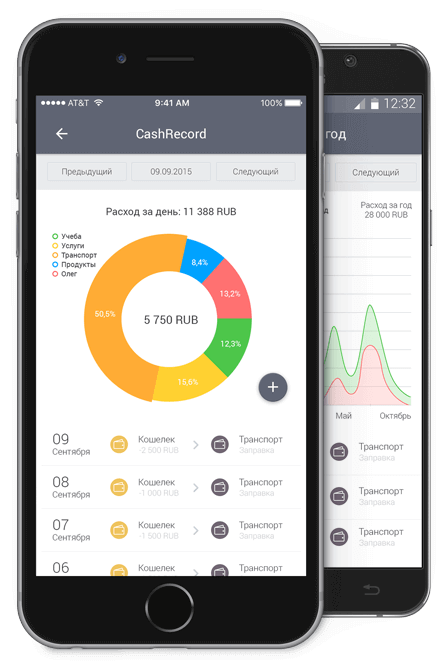 AT&T
9:41 AM
100%
12:32
CashRecord
год
Предыдущий
09.09.2015
Следующий
Следующий
Расход за день: 11 388 RUB
Расход за год
28 000 RUB
Учеба
Услуги
Транспорт
Продукты
Олег
8,4%
13,2%
50,5%
5 750 RUB
12,3%
15,6%
Май
Октябрь
09
Сентября
Кошелек
-2 500 RUB
Транспорт
Заправка
Транспорт
Заправка
08
Сентября
Кошелек
-1 000 RUB
Транспорт
Заправка
Транспорт
Заправка
07
Сентября
Кошелек
-1 500 RUB
Транспорт
Заправка
Транспорт
Заправка
06
Кошелек
Транспорт